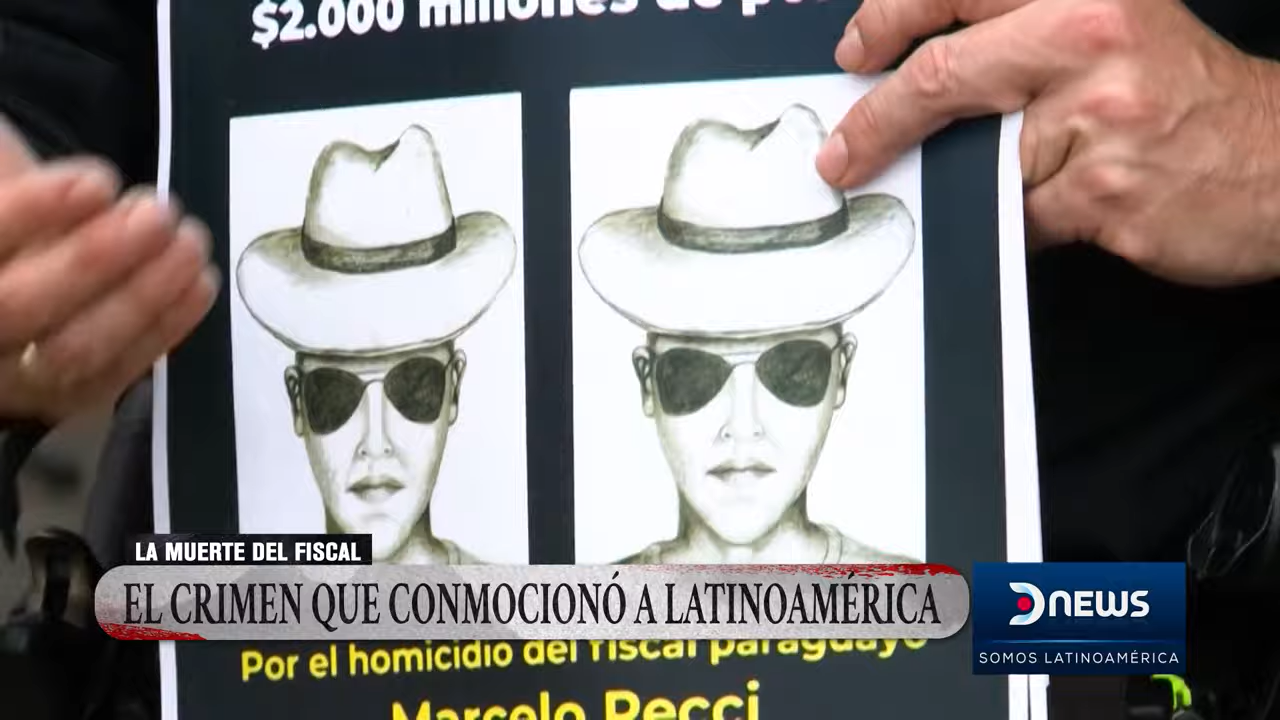 $2.000 millones de
LA MUERTE DEL FISCAL
EL CRIMEN QUE CONMOCIONÓ A LATINOAMÉRICA
DNEWS
SOMOS LATINOAMÉRICA
Por el homicidio del fiscal paraguayo
Marcelo Pecci